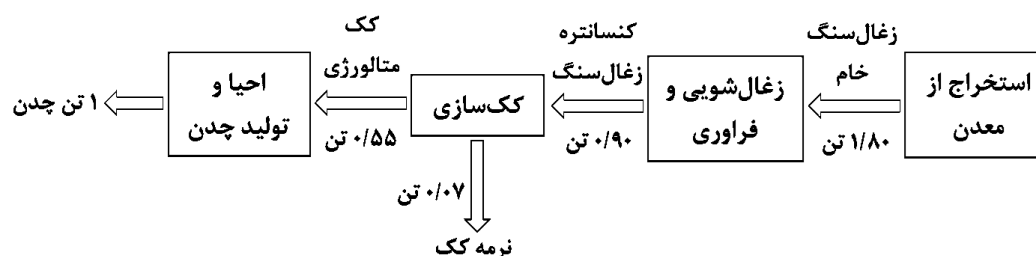 استخراج از
معدن
زغال‌سنگ
خام
۱/۸۰ تن
زغال‌شویی و
فراوری
کنسانتره
زغال‌سنگ
۰/۹۰ تن
کک‌سازی
۰/۰۷ تن
نرمه کک
کک
متالورژی
۰/۵۵ تن
احیا و
تولید چدن
۱ تن چدن